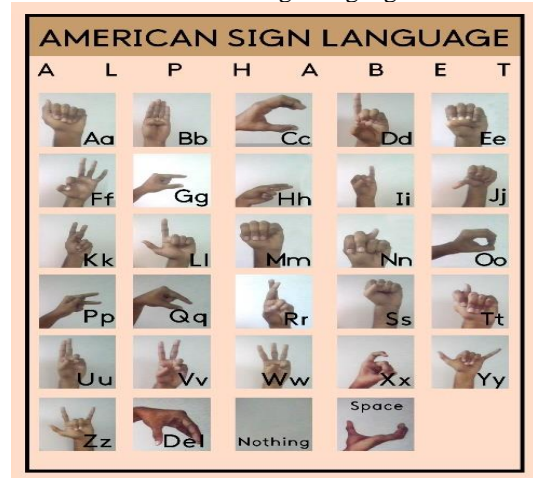 AMERICAN SIGN LANGUAGE
A L P H A B E T
Aa Bb Cc Dd Ee
Ff Gg Hh Ii Jj
Kk Ll Mm Nn Oo
Pp Qq Rr Ss Tt
Uu Vv Ww Xx Yy
Zz Del Nothing Space